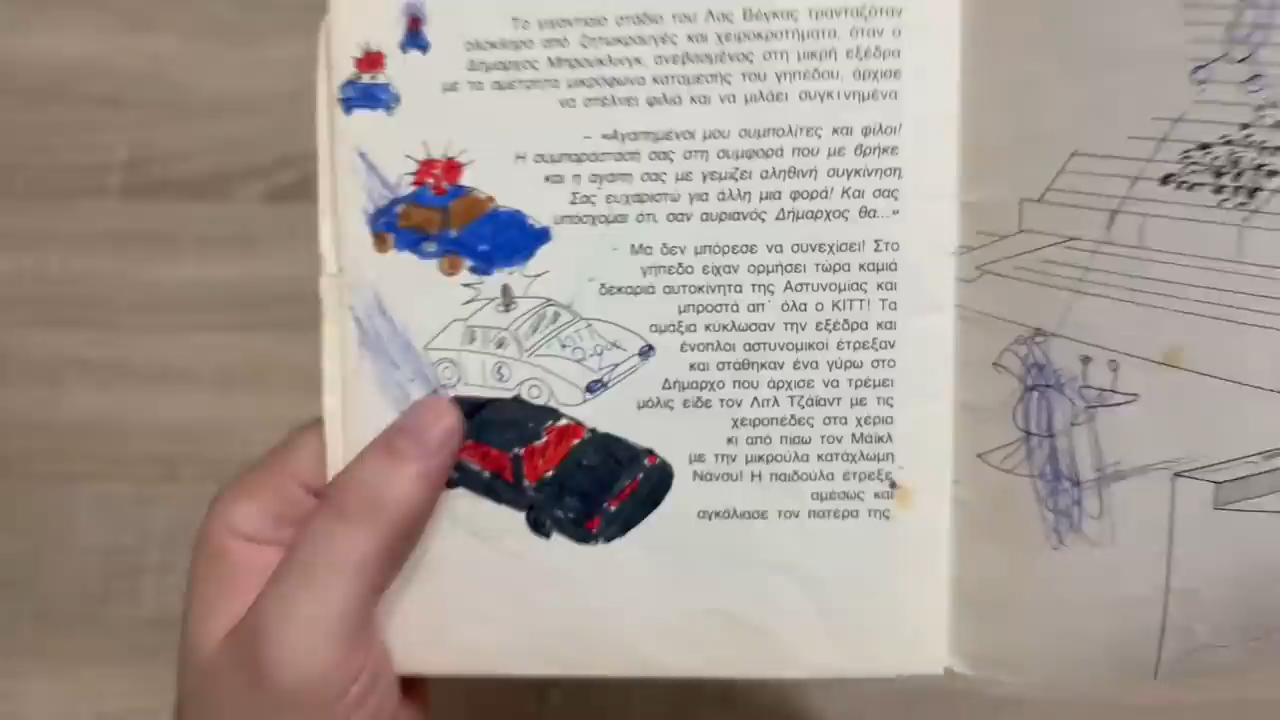 Το γιγαντιαίο στάδιο του Λας Βέγκας τρανταζόταν
ολόκληρο από ζητωκραυγές και χειροκροτήματα, όταν ο
Δήμαρχος Μπρούκλινγκ, ανεβασμένος στη μικρή εξέδρα
με τα αμέτρητα μικρόφωνα καταμεσής του γηπέδου, άρχισε
να στέλνει φιλιά και να μιλάει συγκινημένα
– «Αγαπημένοι μου συμπολίτες και φίλοι!
Η συμπαράστασή σας στη συμφορά που με βρήκε
και η αγάπη σας με γεμίζει αληθινή συγκίνηση
Σας ευχαριστώ για άλλη μια φορά! Και σας
υπόσχομαι ότι, σαν αυριανός Δήμαρχος θα...»
- Μα δεν μπόρεσε να συνεχίσει! Στο
γήπεδο είχαν ορμήσει τώρα καμιά
δεκαριά αυτοκίνητα της Αστυνομίας και
μπροστά απ' όλα ο ΚΙΤΤ! Τα
αμάξια κύκλωσαν την εξέδρα και
ένοπλοι αστυνομικοί έτρεξαν
και στάθηκαν ένα γύρω στο
Δήμαρχο που άρχισε να τρέμει
μόλις είδε τον Λιτλ Τζάϊαντ με τις
χειροπέδες στα χέρια
κι από πίσω τον Μάϊκλ
με την μικρούλα κατάχλωμη
Νάνσυ! Η παιδούλα έτρεξε
αμέσως και
αγκάλιασε τον πατέρα της